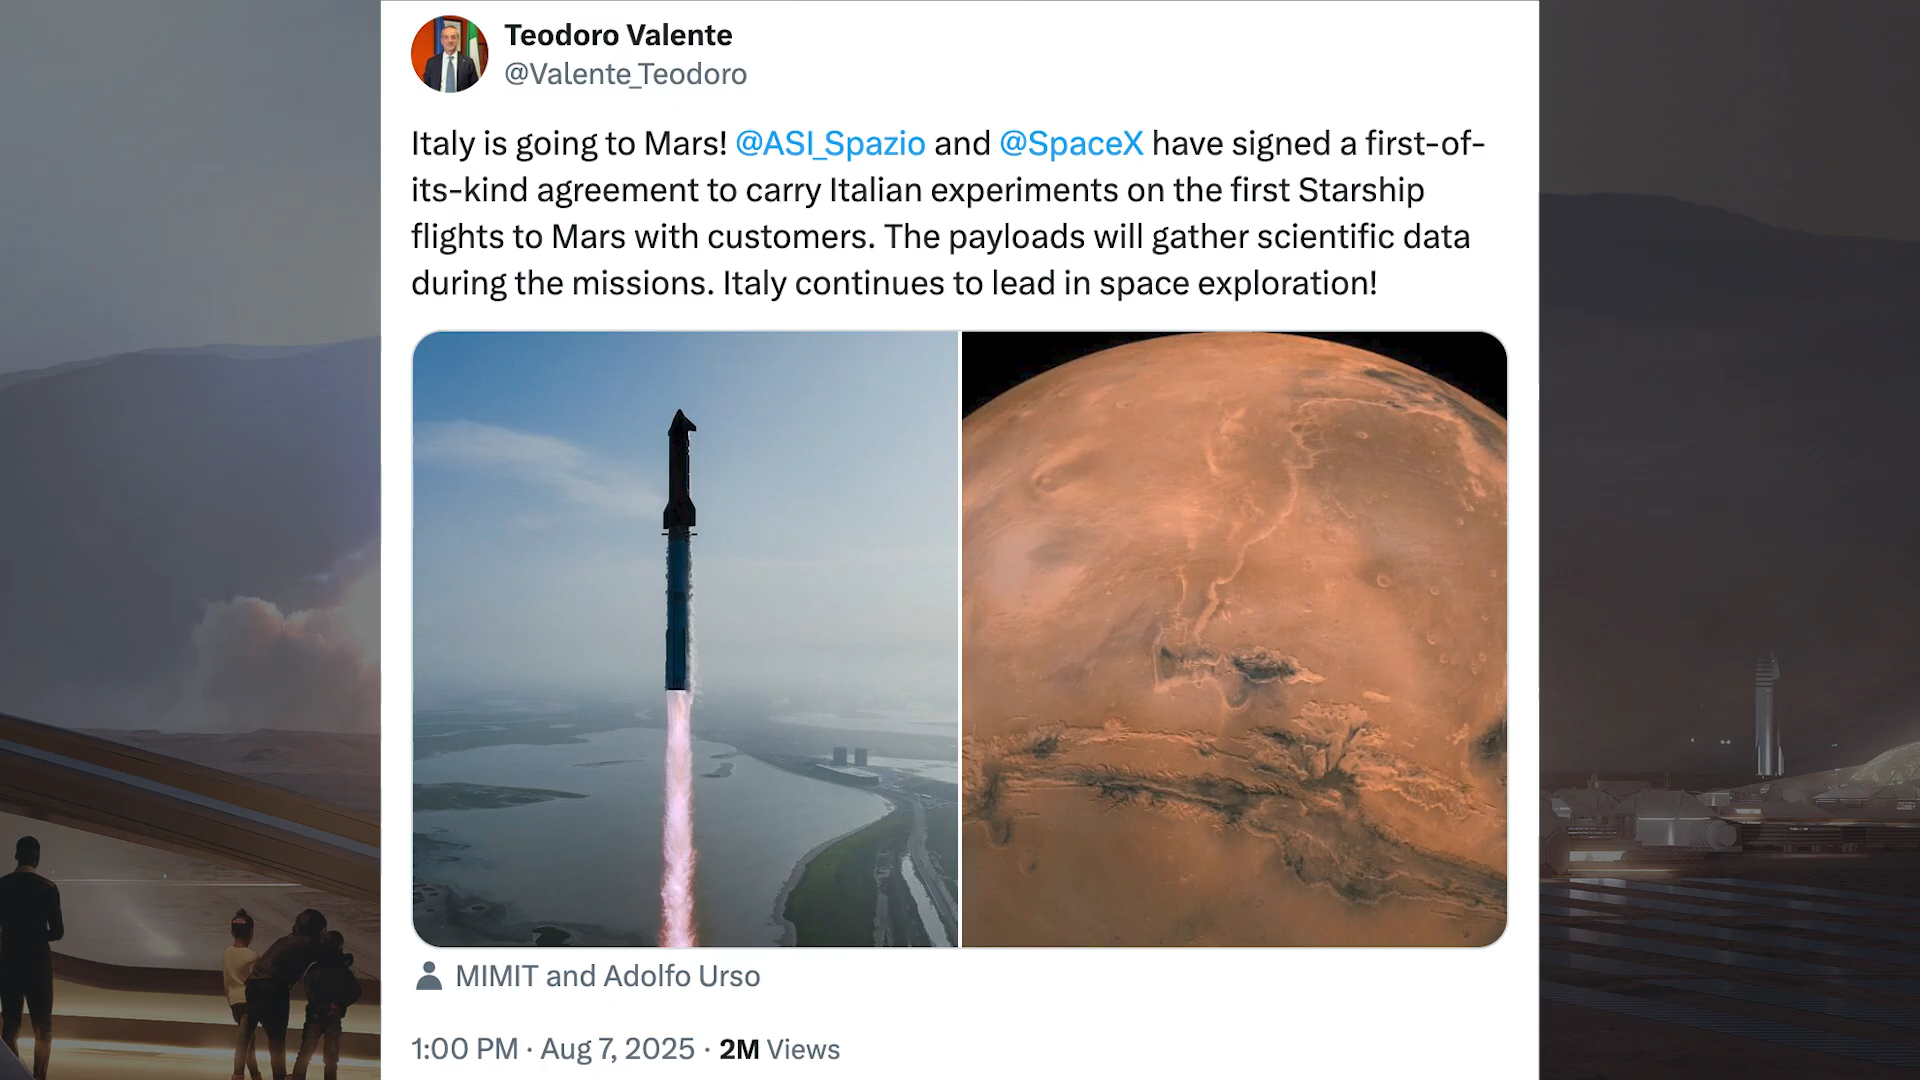 Teodoro Valente
@Valente_Teodoro
Italy is going to Mars! @ASI_Spazio and @SpaceX have signed a first-of-
its-kind agreement to carry Italian experiments on the first Starship
flights to Mars with customers. The payloads will gather scientific data
during the missions. Italy continues to lead in space exploration!
MIMIT and Adolfo Urso
1:00 PM · Aug 7, 2025 · 2M Views